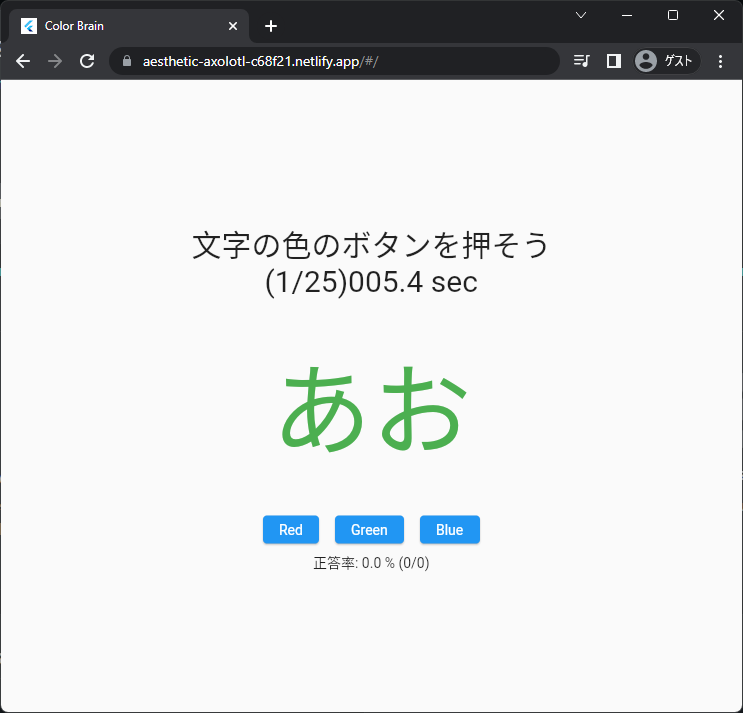 Color Brain
aesthetic-axolotl-c68f21.netlify.app/#/
ゲスト
文字の色のボタンを押そう
(1/25)005.4 sec
あお
Red Green Blue
正答率: 0.0 % (0/0)